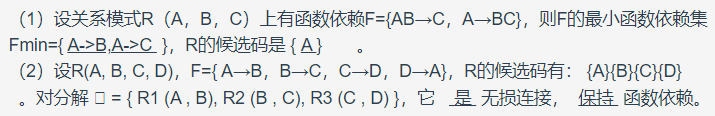 （1）设关系模式R（A，B，C）上有函数依赖F={AB→C，A→BC}，则F的最小函数依赖集
Fmin={ A->B,A->C }，R的候选码是 { A } 。
（2）设R(A, B, C, D)，F={ A→B，B→C，C→D，D→A}，R的候选码有： {A}{B}{C}{D}
。对分解 = { R1 (A , B), R2 (B , C), R3 (C , D) }，它 是 无损连接， 保持 函数依赖。